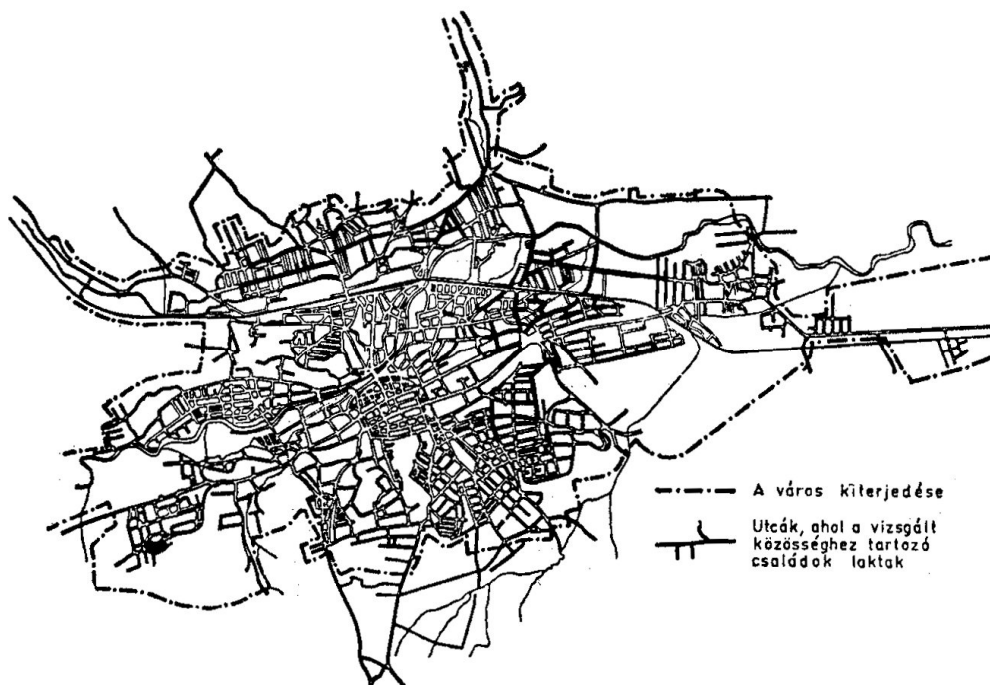 A város kiterjedése
Utcák, ahol a vizsgált
közösséghez tartozó
családok laktak